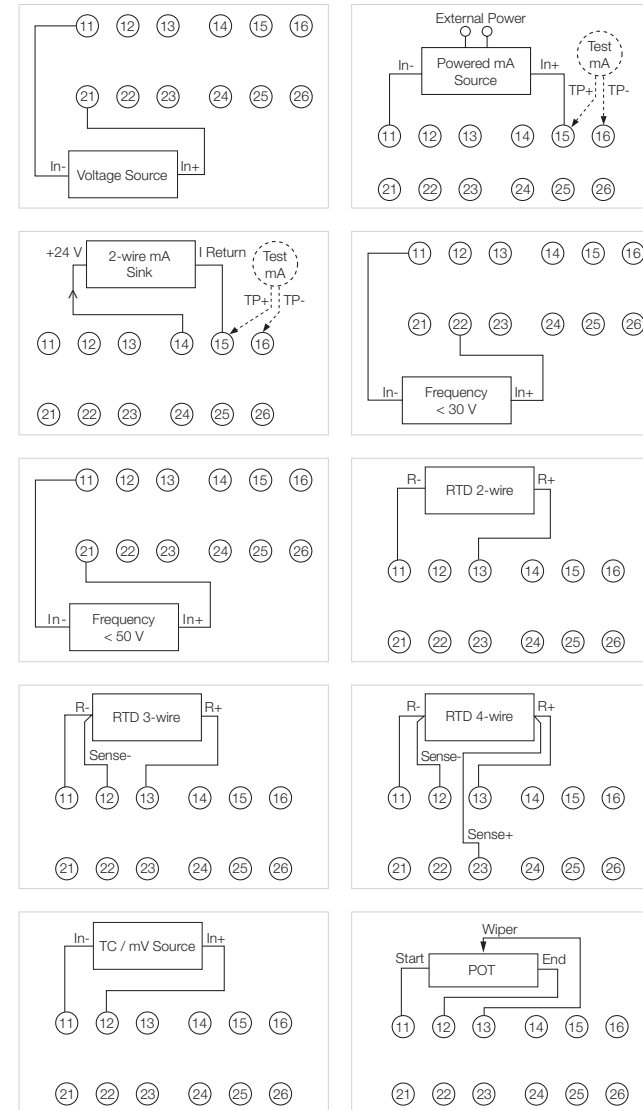 11 12 13 14 15 16
21 22 23 24 25 26
In- Voltage Source In+
External Power
In- Powered mA Source In+
Test mA
TP+ TP-
11 12 13 14 15 16
21 22 23 24 25 26
+24 V 2-wire mA Sink I Return
Test mA
TP+ TP-
11 12 13 14 15 16
21 22 23 24 25 26
11 12 13 14 15 16
21 22 23 24 25 26
In- Frequency In+
< 30 V
11 12 13 14 15 16
21 22 23 24 25 26
In- Frequency In+
< 50 V
R- RTD 2-wire R+
11 12 13 14 15 16
21 22 23 24 25 26
R- RTD 3-wire R+
Sense-
11 12 13 14 15 16
21 22 23 24 25 26
R- RTD 4-wire R+
Sense-
11 12 13 14 15 16
Sense+
21 22 23 24 25 26
In- TC / mV Source In+
11 12 13 14 15 16
21 22 23 24 25 26
Wiper
Start POT End
11 12 13 14 15 16
21 22 23 24 25 26